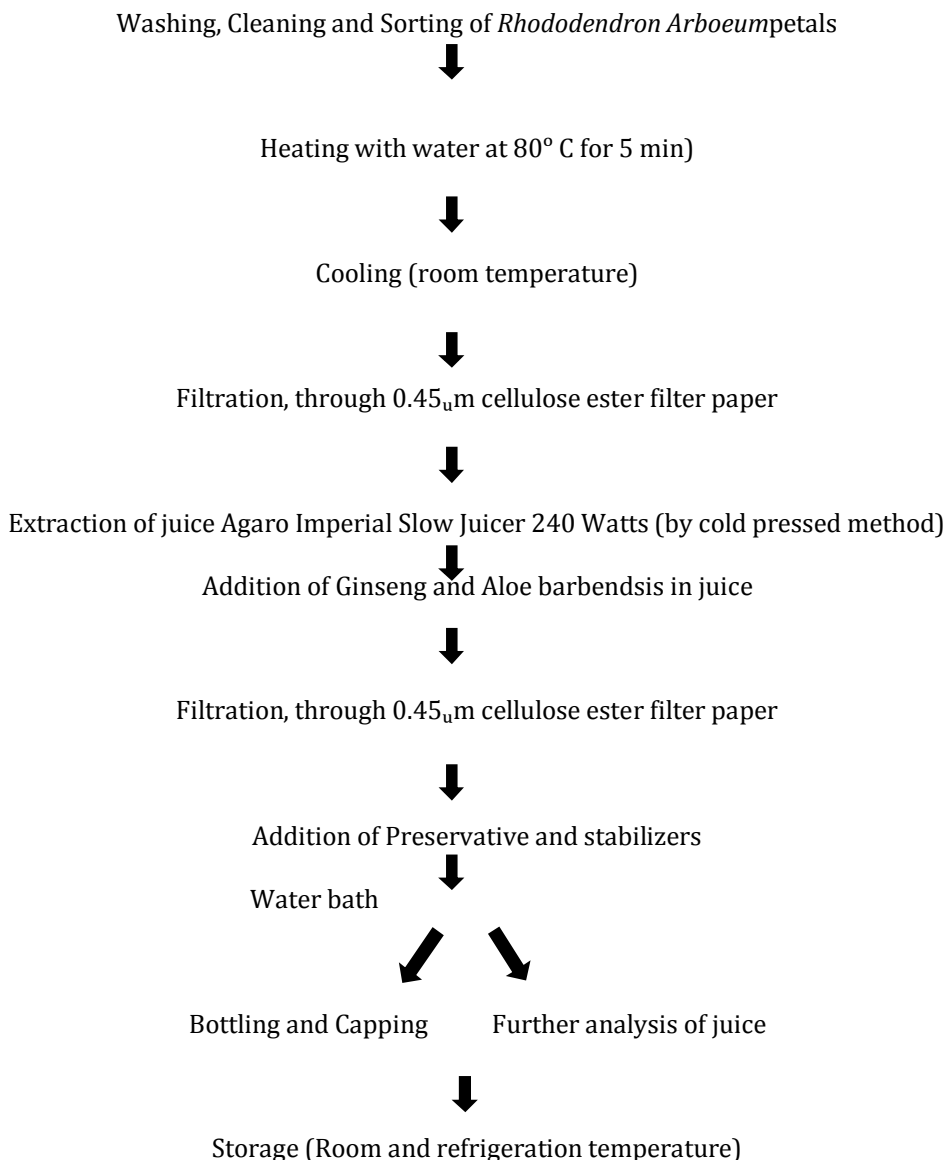 Washing, Cleaning and Sorting of Rhododendron Arboeumpetals
Heating with water at 80° C for 5 min)
Cooling (room temperature)
Filtration, through 0.45um cellulose ester filter paper
Extraction of juice Agaro Imperial Slow Juicer 240 Watts (by cold pressed method)
Addition of Ginseng and Aloe barbendsis in juice
Filtration, through 0.45um cellulose ester filter paper
Addition of Preservative and stabilizers
Water bath
Bottling and Capping Further analysis of juice
Storage (Room and refrigeration temperature)